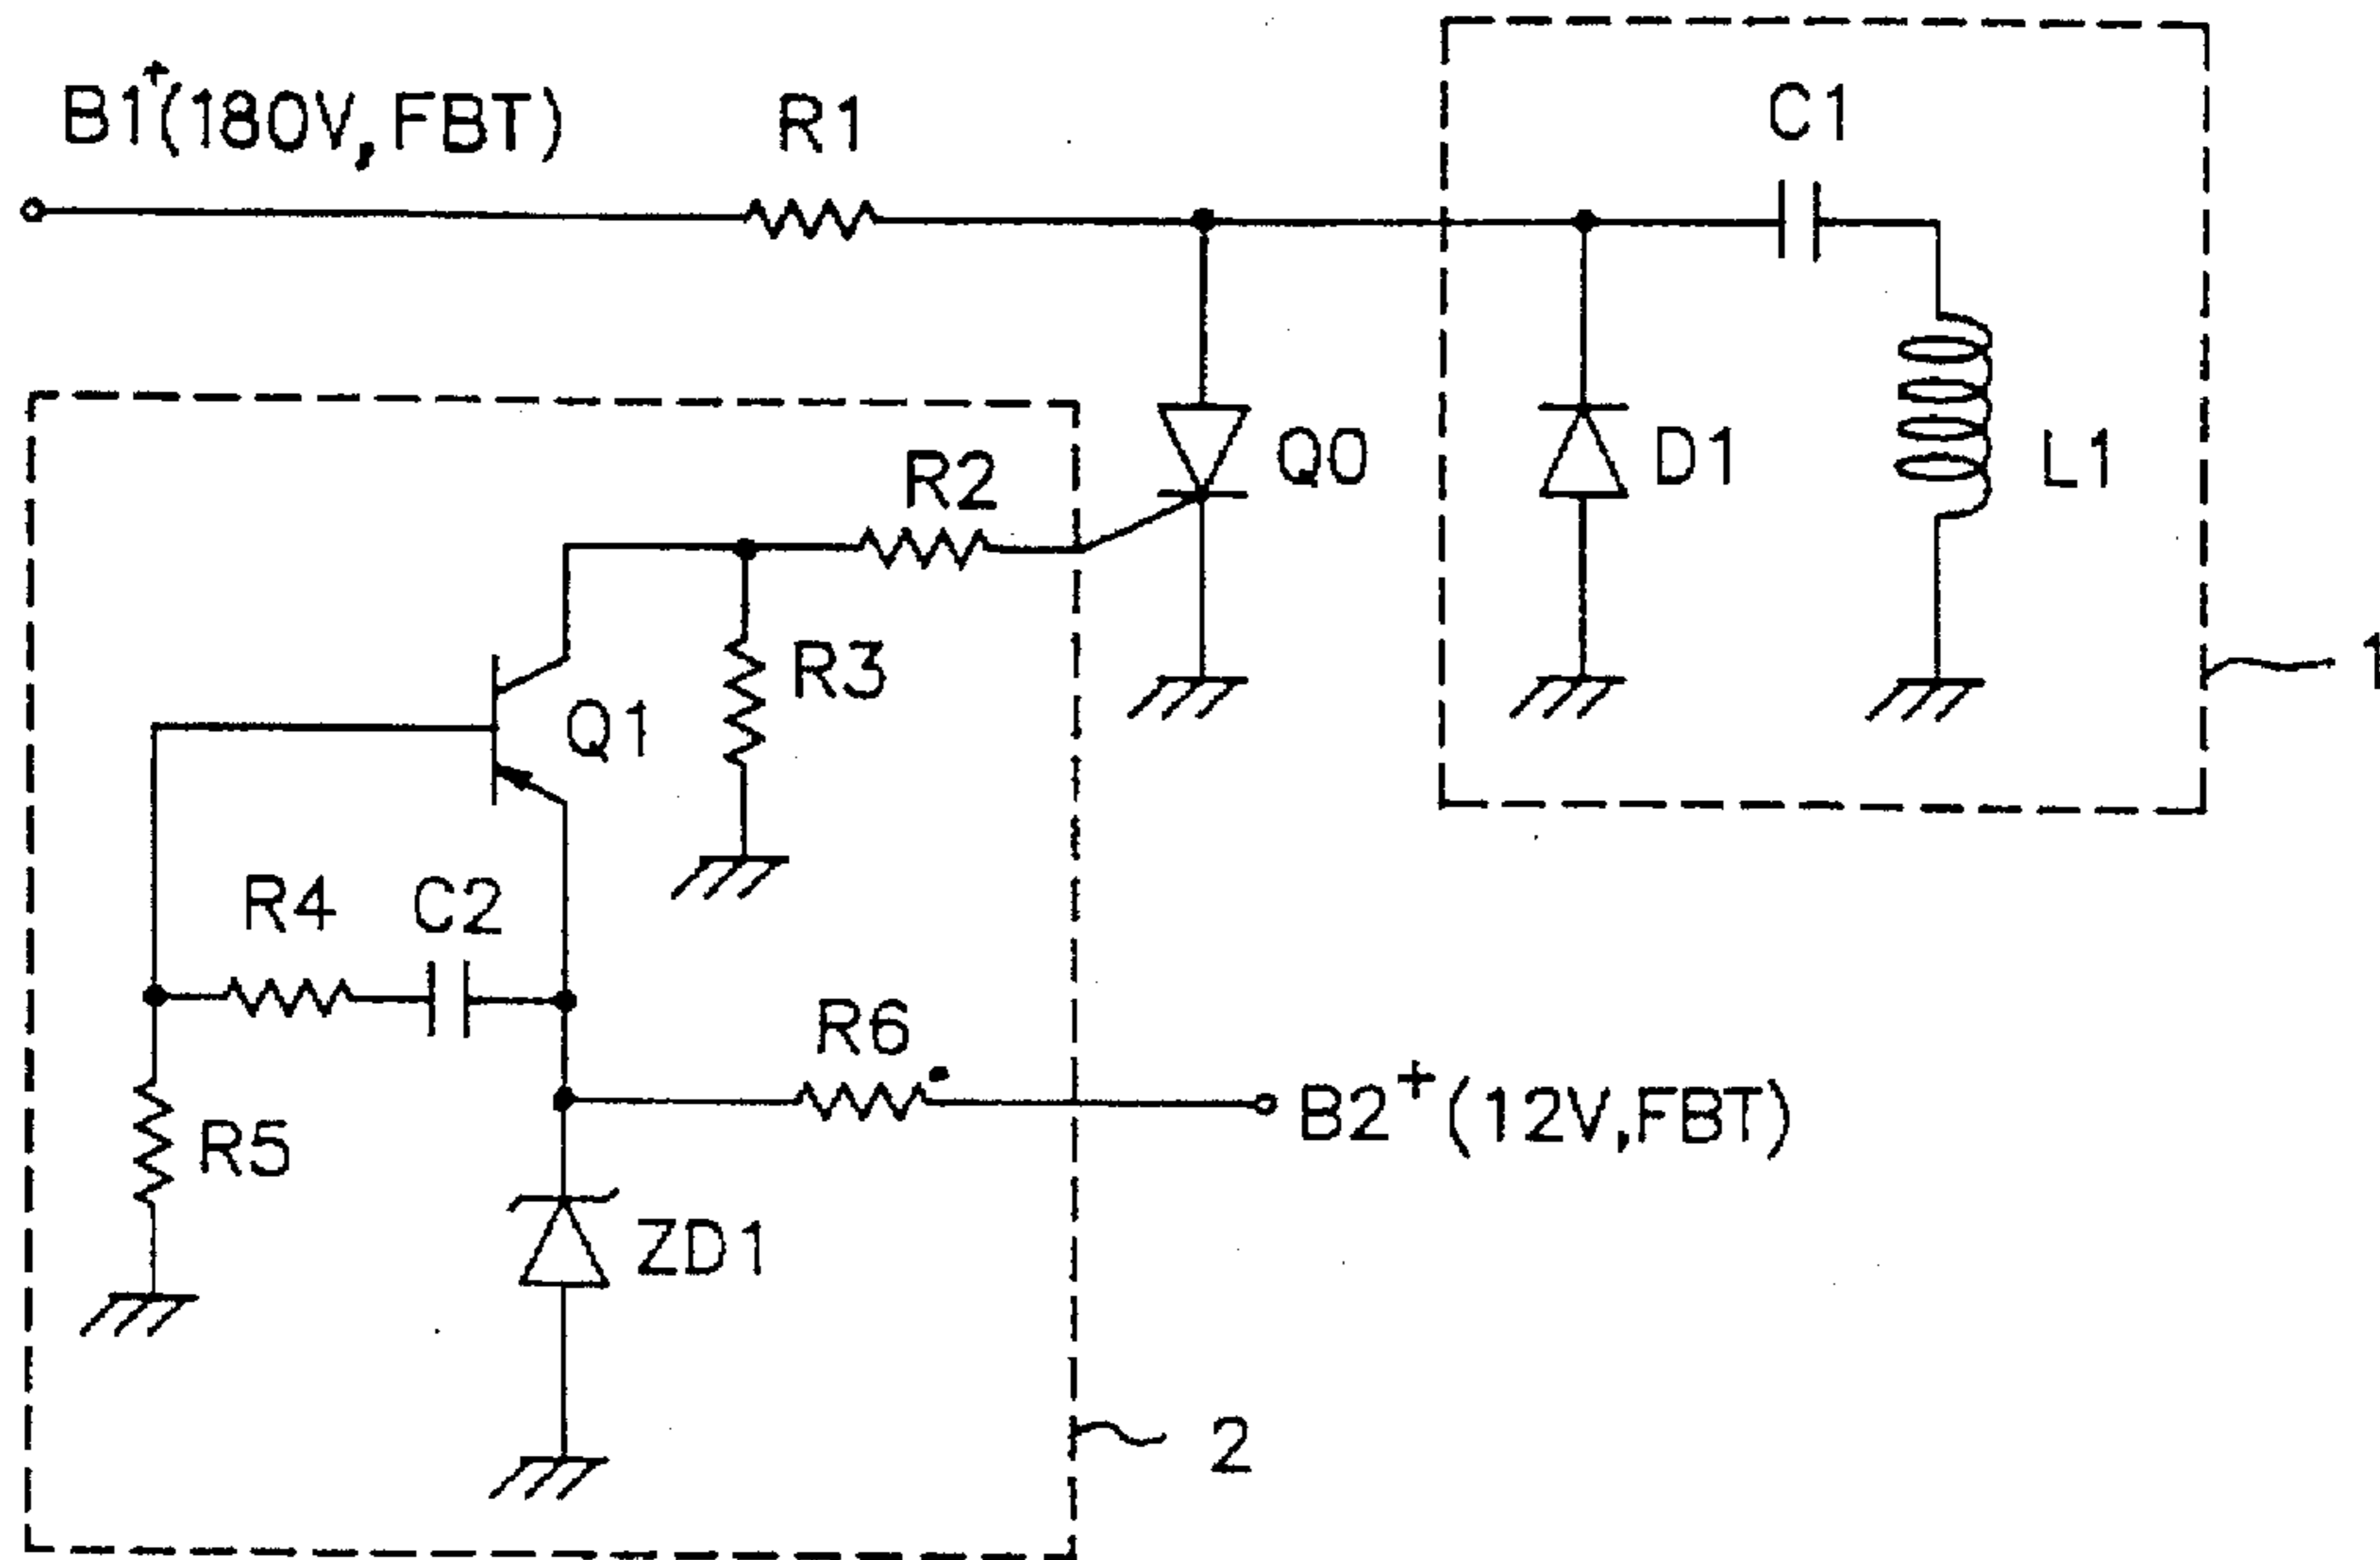 B1+(180V,FBT)
R1
C1
R2
Q0
D1
L1
R3
Q1
1
R4
C2
R6
B2+(12V,FBT)
R5
ZD1
2